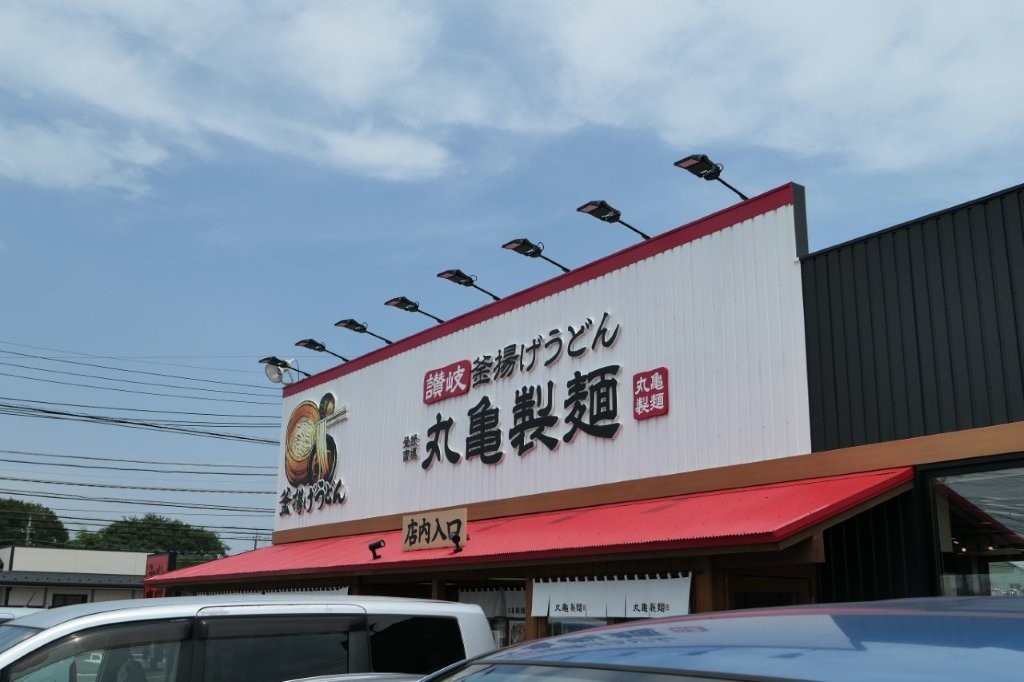 讃岐 釜揚げうどん
丸亀製麺
丸亀
製麺
釜揚げうどん
店内入口
丸亀製麺
丸亀製麺